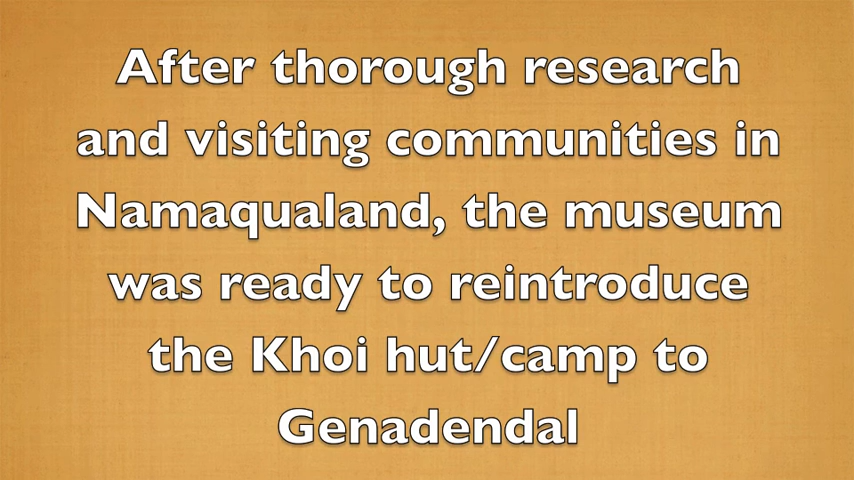 After thorough research
and visiting communities in
Namaqualand, the museum
was ready to reintroduce
the Khoi hut/camp to
Genadendal